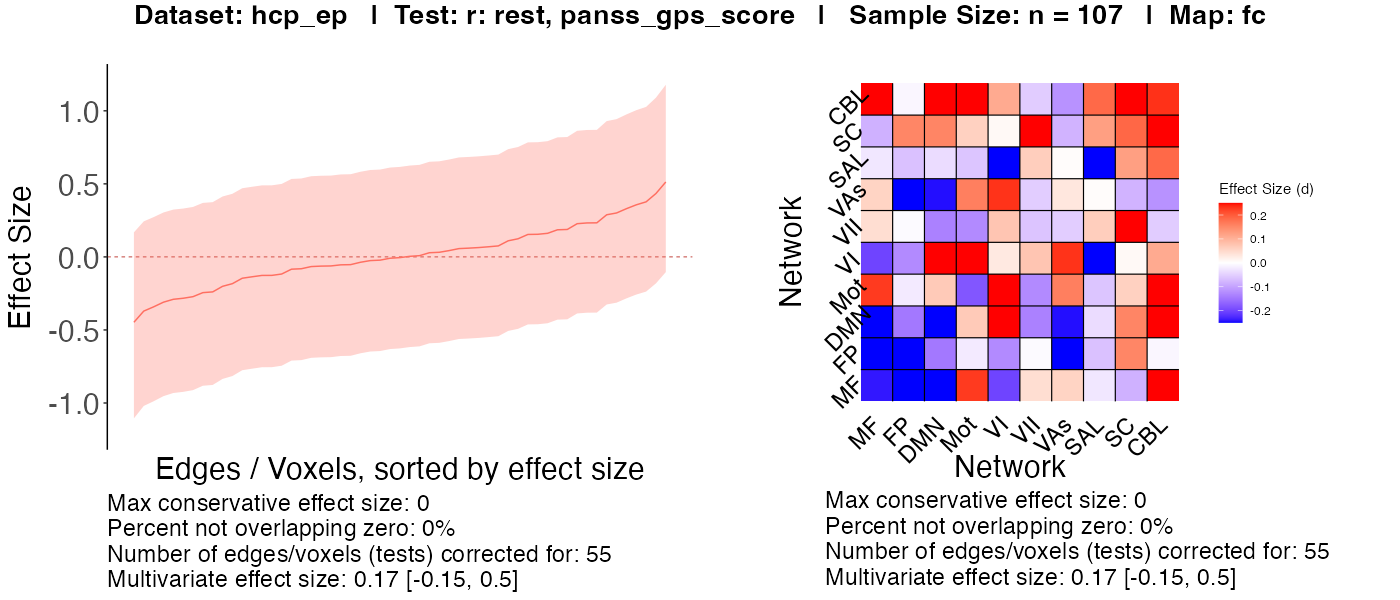 Dataset: hcp_ep | Test: r: rest, panss_gps_score | Sample Size: n = 107 | Map: fc
Effect Size
1.0
0.5
0.0
-0.5
-1.0
Edges / Voxels, sorted by effect size
Max conservative effect size: 0
Percent not overlapping zero: 0%
Number of edges/voxels (tests) corrected for: 55
Multivariate effect size: 0.17 [-0.15, 0.5]
Network
CBL
SC
SAL
VAs
VII
VI
Mot
DMN
FP
MF
MF
FP
DMN
Mot
VI
VII
VAs
SAL
SC
CBL
Network
Effect Size (d)
0.2
0.1
0.0
-0.1
-0.2
Max conservative effect size: 0
Percent not overlapping zero: 0%
Number of edges/voxels (tests) corrected for: 55
Multivariate effect size: 0.17 [-0.15, 0.5]